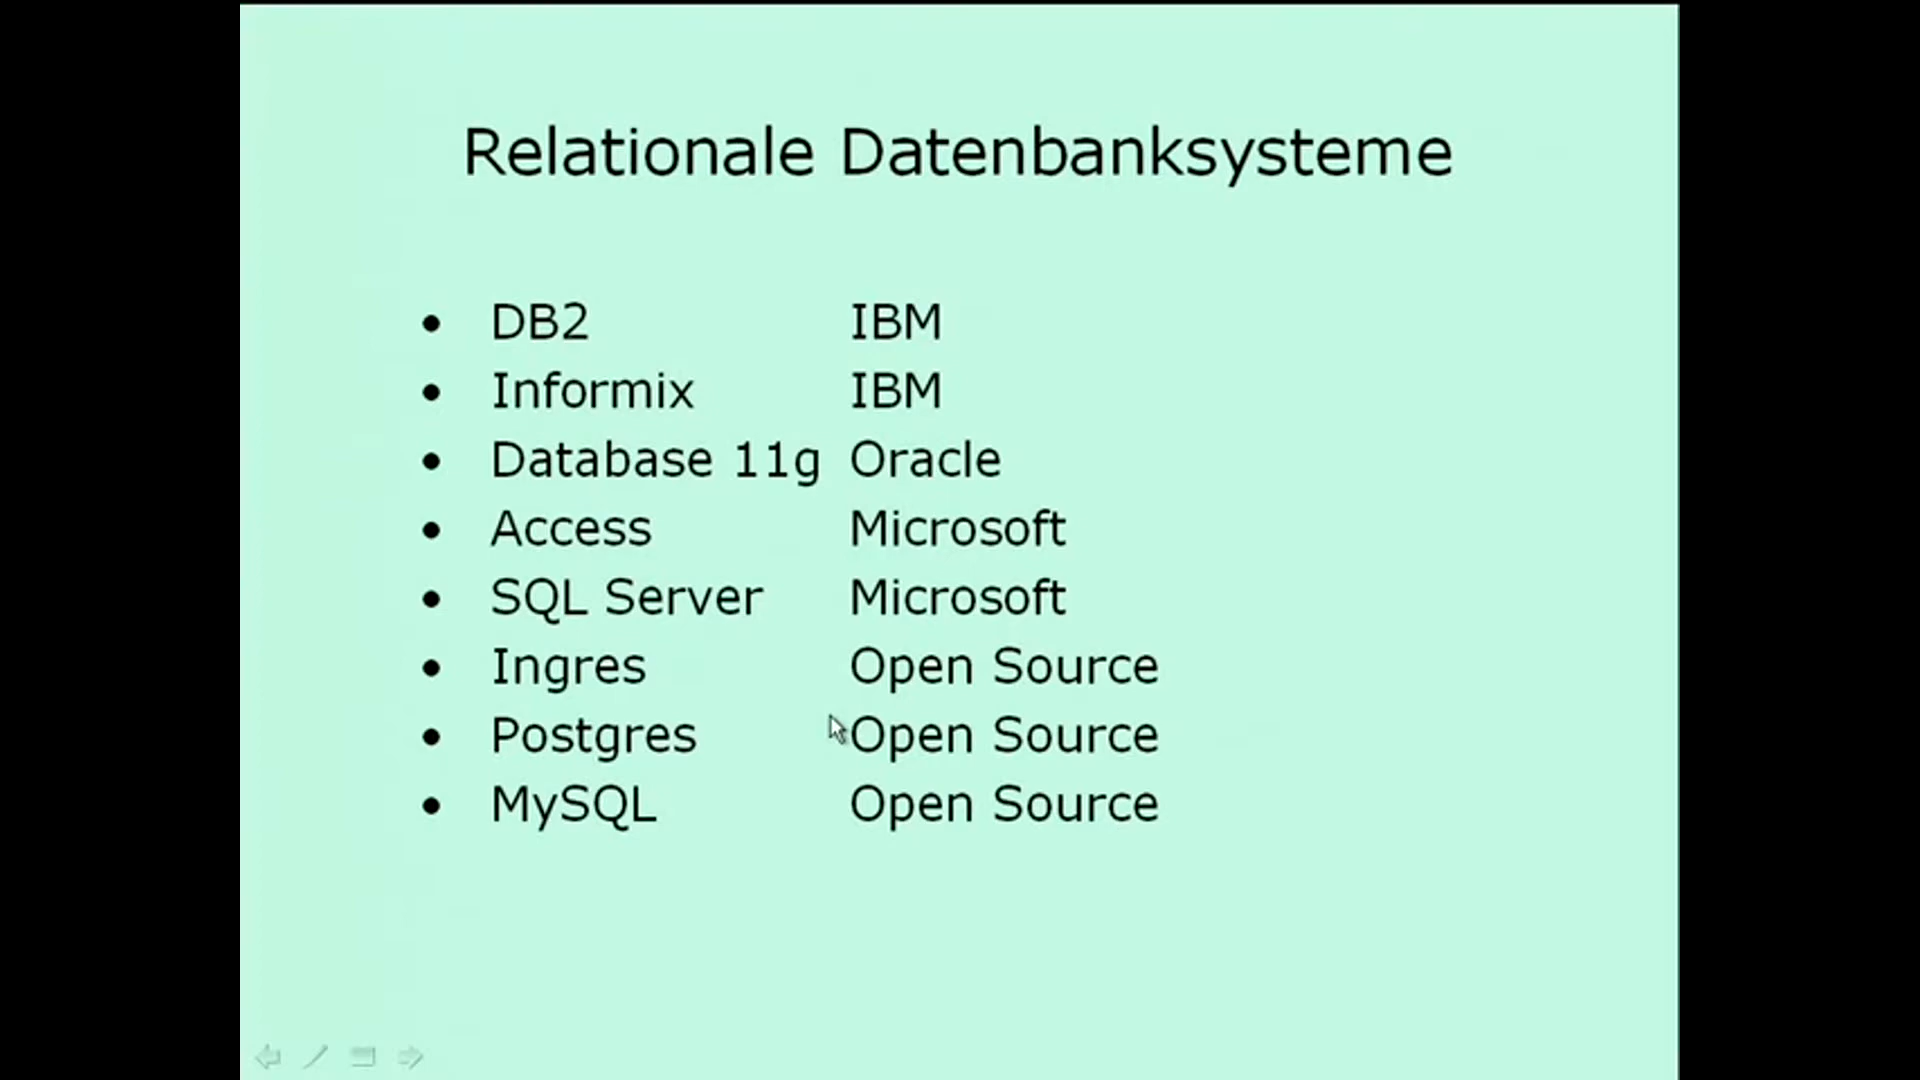 Relationale Datenbanksysteme
• DB2 IBM
• Informix IBM
• Database 11g Oracle
• Access Microsoft
• SQL Server Microsoft
• Ingres Open Source
• Postgres Open Source
• MySQL Open Source